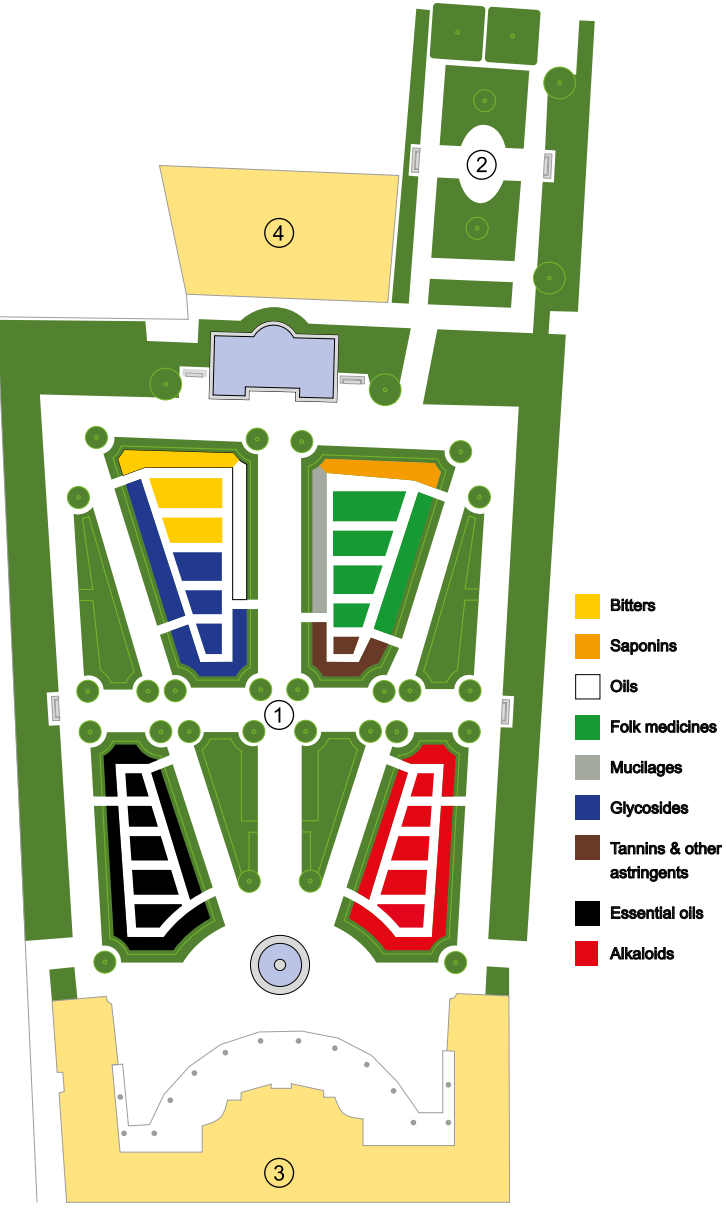 2
4
1
3
Bitters
Saponins
Oils
Folk medicines
Mucilages
Glycosides
Tannins & other
astringents
Essential oils
Alkaloids